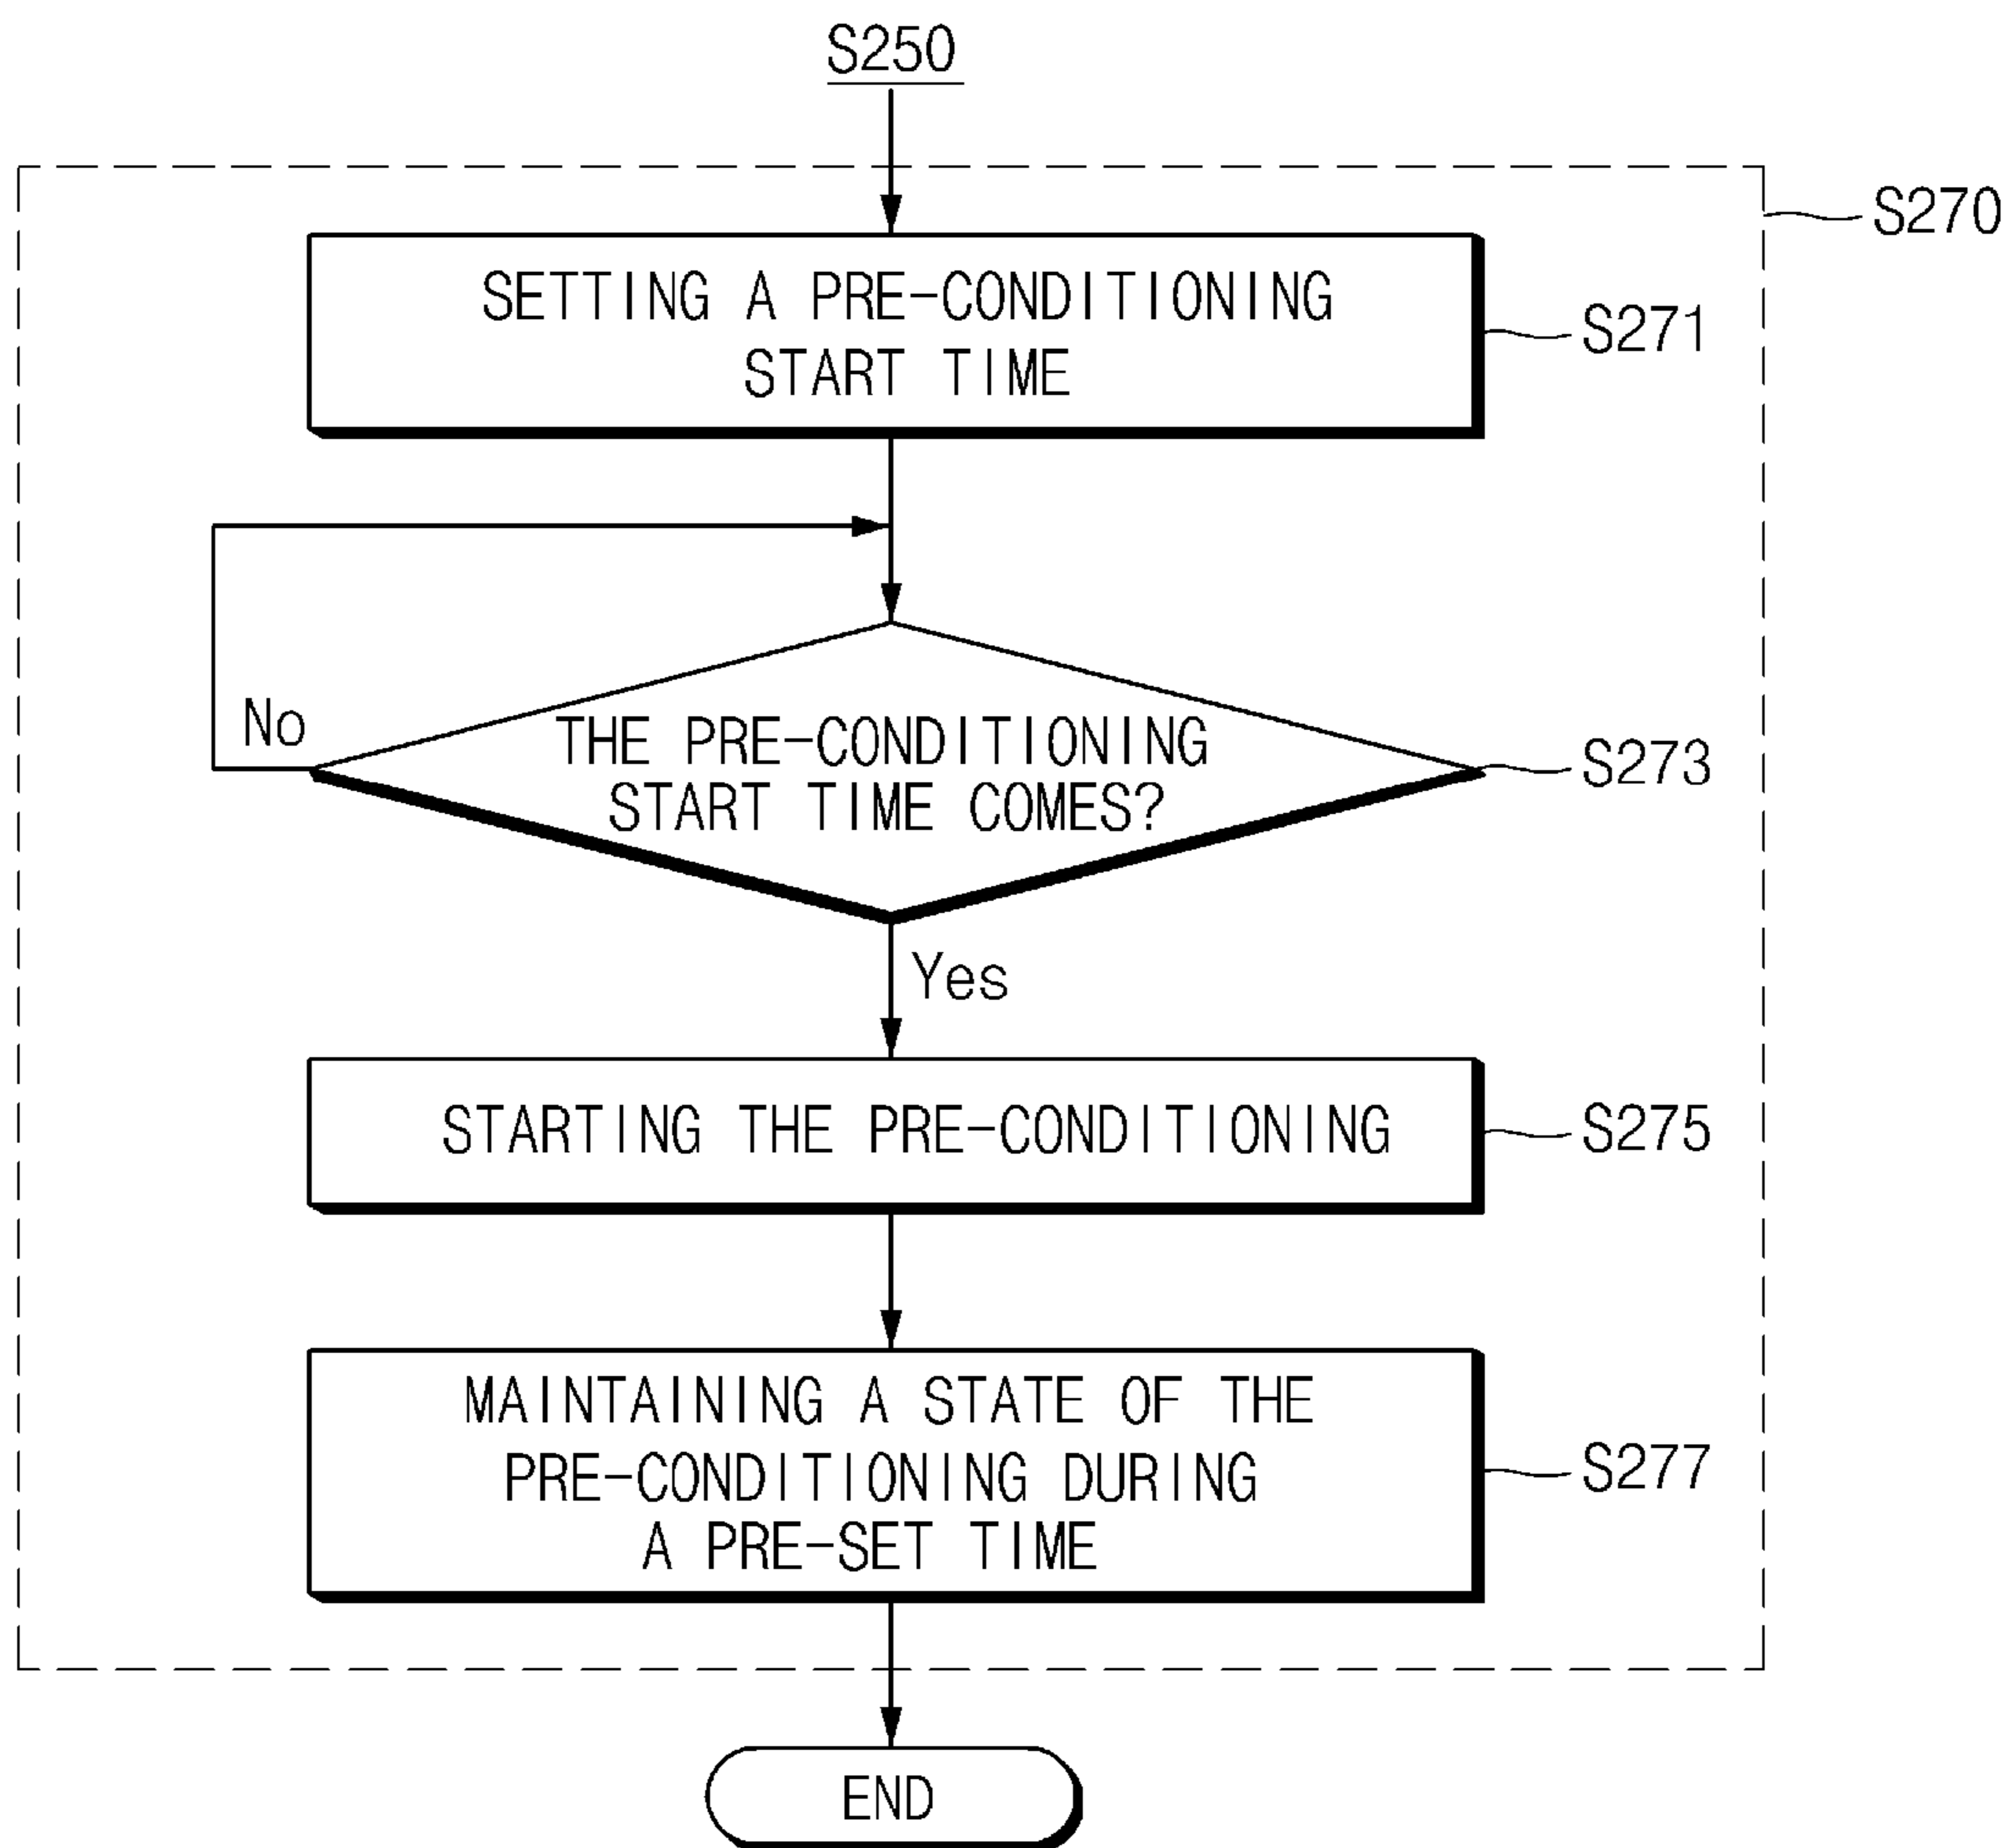 S250
S270
SETTING A PRE-CONDITIONING
START TIME
S271
No
THE PRE-CONDITIONING
START TIME COMES?
S273
Yes
STARTING THE PRE-CONDITIONING
S275
MAINTAINING A STATE OF THE
PRE-CONDITIONING DURING
A PRE-SET TIME
S277
END